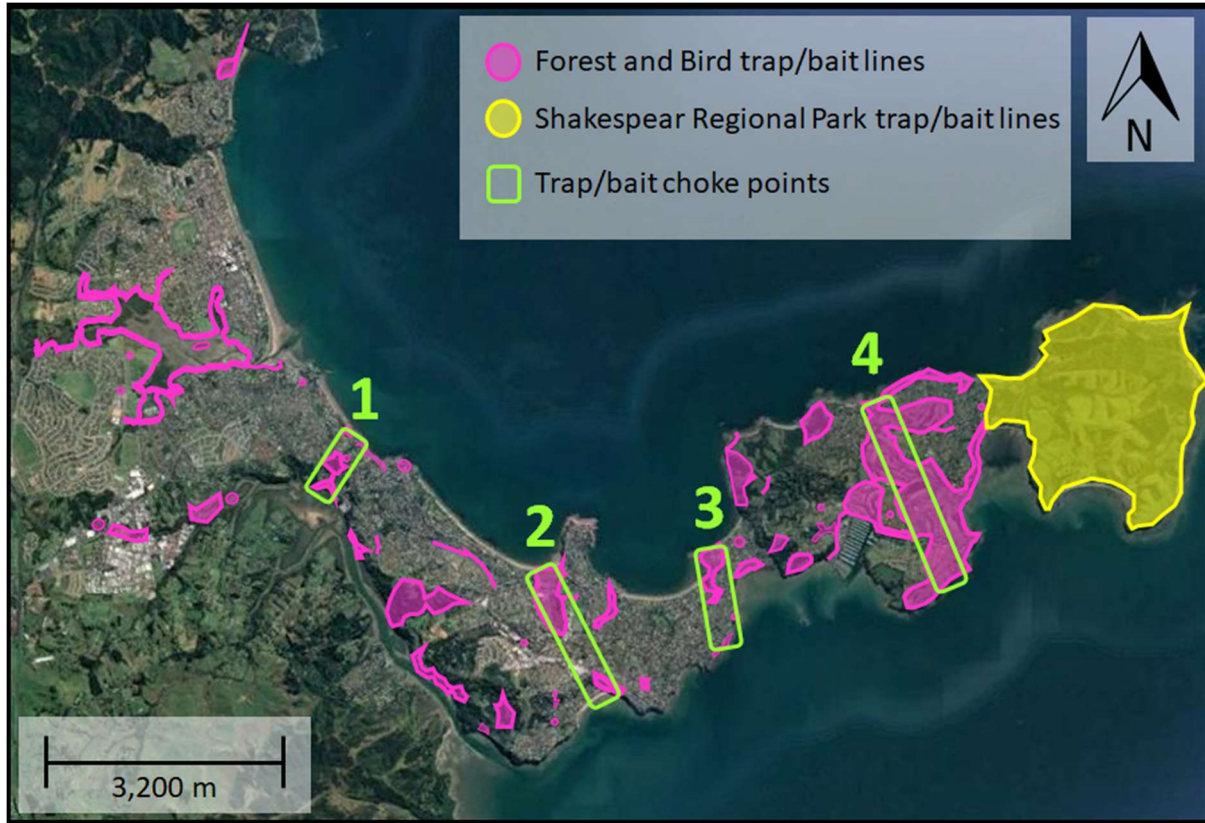 Forest and Bird trap/bait lines
Shakespear Regional Park trap/bait lines
Trap/bait choke points
N
4
1
3
2
3,200 m